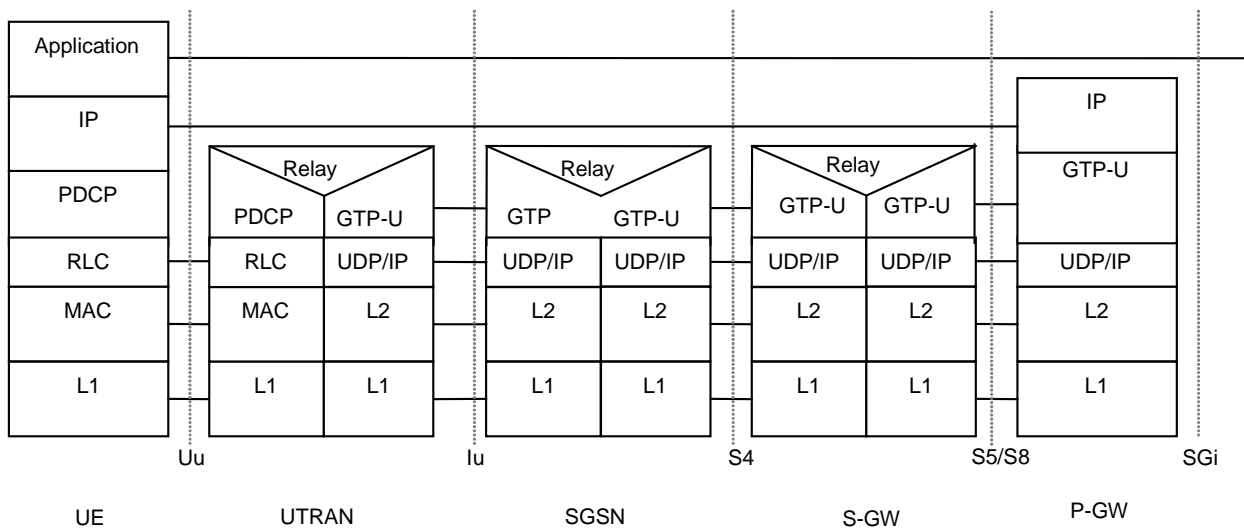 Application
IP
IP
Relay Relay Relay
PDCP GTP-U
PDCP GTP-U GTP GTP-U GTP-U GTP-U
RLC RLC UDP/IP UDP/IP UDP/IP UDP/IP UDP/IP UDP/IP
MAC MAC L2 L2 L2 L2 L2 L2
L1 L1 L1 L1 L1 L1 L1 L1
Uu Iu S4 S5/S8 SGi
UE UTRAN SGSN S-GW P-GW